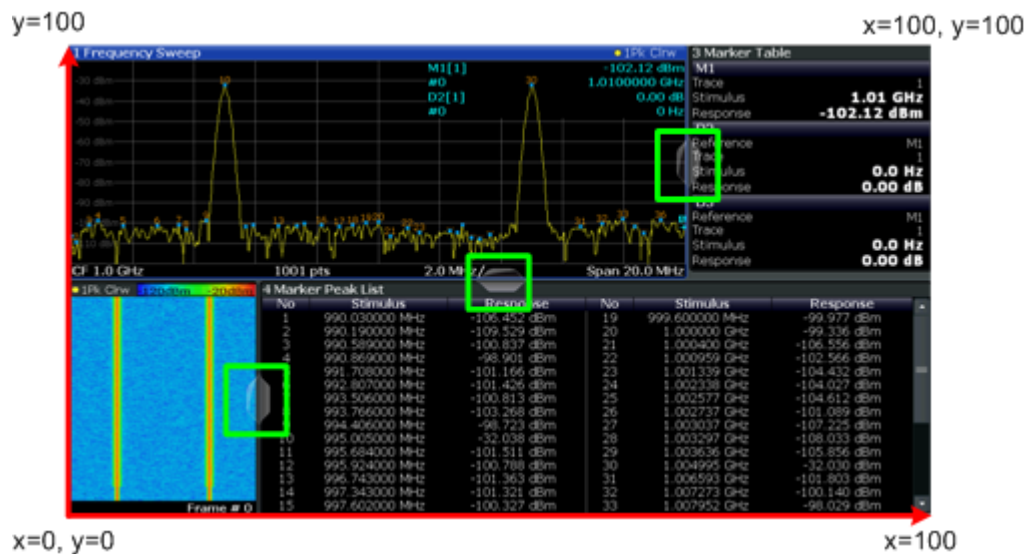 y=100
x=100, y=100
1 Frequency Sweep
1Pk Clrw
3 Marker Table
M1[1]
-102.12 dBm
#0
1.0100000 GHz
D2[1]
0.00 dB
#0
0 Hz
M1
Trace 1
Stimulus 1.01 GHz
Response -102.12 dBm
Reference M1
Trace 1
Stimulus 0.0 Hz
Response 0.00 dB
D3
Reference M1
Trace 1
Stimulus 0.0 Hz
Response 0.00 dB
CF 1.0 GHz
1001 pts
2.0 MHz/
Span 20.0 MHz
1Pk Clrw
-120dBm
-20dBm
4 Marker Peak List
No Stimulus Response No Stimulus Response
1 990.030000 MHz -106.452 dBm 19 999.600000 MHz -99.977 dBm
2 990.190000 MHz -109.529 dBm 20 1.000000 GHz -99.336 dBm
3 990.589000 MHz -100.837 dBm 21 1.000400 GHz -106.556 dBm
4 990.869000 MHz -98.901 dBm 22 1.000959 GHz -102.566 dBm
991.708000 MHz -101.166 dBm 23 1.001339 GHz -104.432 dBm
992.807000 MHz -101.426 dBm 24 1.002338 GHz -104.027 dBm
993.506000 MHz -100.813 dBm 25 1.002577 GHz -104.612 dBm
993.766000 MHz -103.268 dBm 26 1.002737 GHz -101.089 dBm
994.406000 MHz -98.723 dBm 27 1.003037 GHz -107.225 dBm
10 995.005000 MHz -32.038 dBm 28 1.003297 GHz -108.033 dBm
11 995.684000 MHz -101.511 dBm 29 1.003636 GHz -105.856 dBm
12 995.924000 MHz -100.788 dBm 30 1.004995 GHz -32.030 dBm
13 996.743000 MHz -101.363 dBm 31 1.006593 GHz -101.803 dBm
14 997.343000 MHz -101.321 dBm 32 1.007273 GHz -100.140 dBm
15 997.602000 MHz -100.327 dBm 33 1.007952 GHz -98.029 dBm
Frame # 0
x=0, y=0
x=100